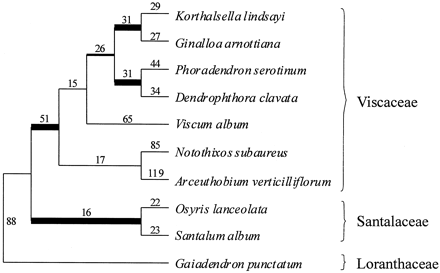 29
Korthalsella lindsayi
31
27
Ginalloa arnottiana
26
44
Phoradendron serotinum
31
34
Dendrophthora clavata
15
Viscaceae
51
65
Viscum album
85
Notothixos subaureus
17
119
Arceuthobium verticilliflorum
22
Osyris lanceolata
16
Santalaceae
88
23
Santalum album
Gaiadendron punctatum
Loranthaceae